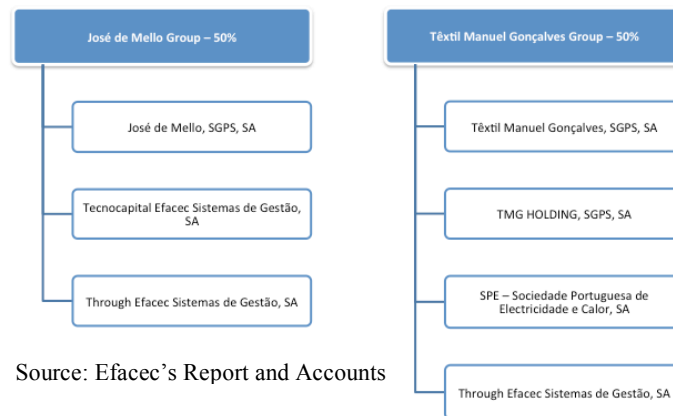 José de Mello Group – 50%
José de Mello, SGPS, SA
Tecnocapital Efacec Sistemas de Gestão,
SA
Through Efacec Sistemas de Gestão, SA
Têxtil Manuel Gonçalves Group – 50%
Têxtil Manuel Gonçalves, SGPS, SA
TMG HOLDING, SGPS, SA
SPE – Sociedade Portuguesa de
Electricidade e Calor, SA
Through Efacec Sistemas de Gestão, SA
Source: Efacec’s Report and Accounts